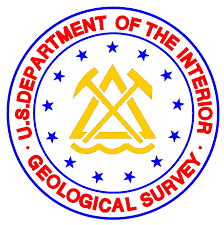 U.S.DEPARTMENT OF THE INTERIOR
· GEOLOGICAL SURVEY ·